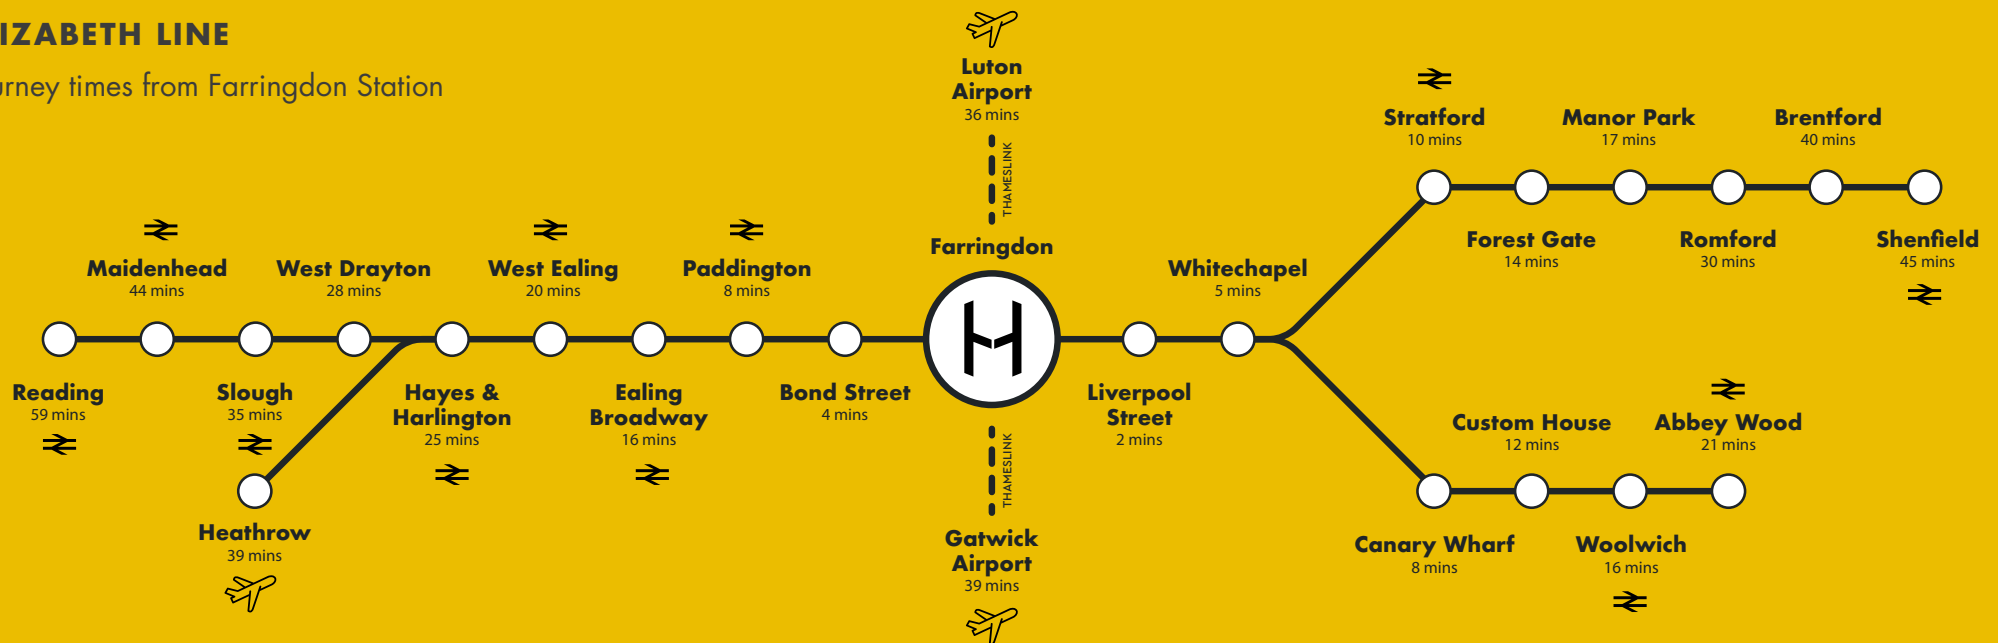 IZABETH LINE
urney times from Farringdon Station
Luton
Airport
36 mins
THAMESLINK
Farringdon
Maidenhead
44 mins
West Drayton
28 mins
West Ealing
20 mins
Paddington
8 mins
Reading
59 mins
Slough
35 mins
Hayes &
Harlington
25 mins
Ealing
Broadway
16 mins
Bond Street
4 mins
Heathrow
39 mins
H
THAMESLINK
Gatwick
Airport
39 mins
Liverpool
Street
2 mins
Whitechapel
5 mins
Stratford
10 mins
Manor Park
17 mins
Brentford
40 mins
Forest Gate
14 mins
Romford
30 mins
Shenfield
45 mins
Custom House
12 mins
Abbey Wood
21 mins
Canary Wharf
8 mins
Woolwich
16 mins